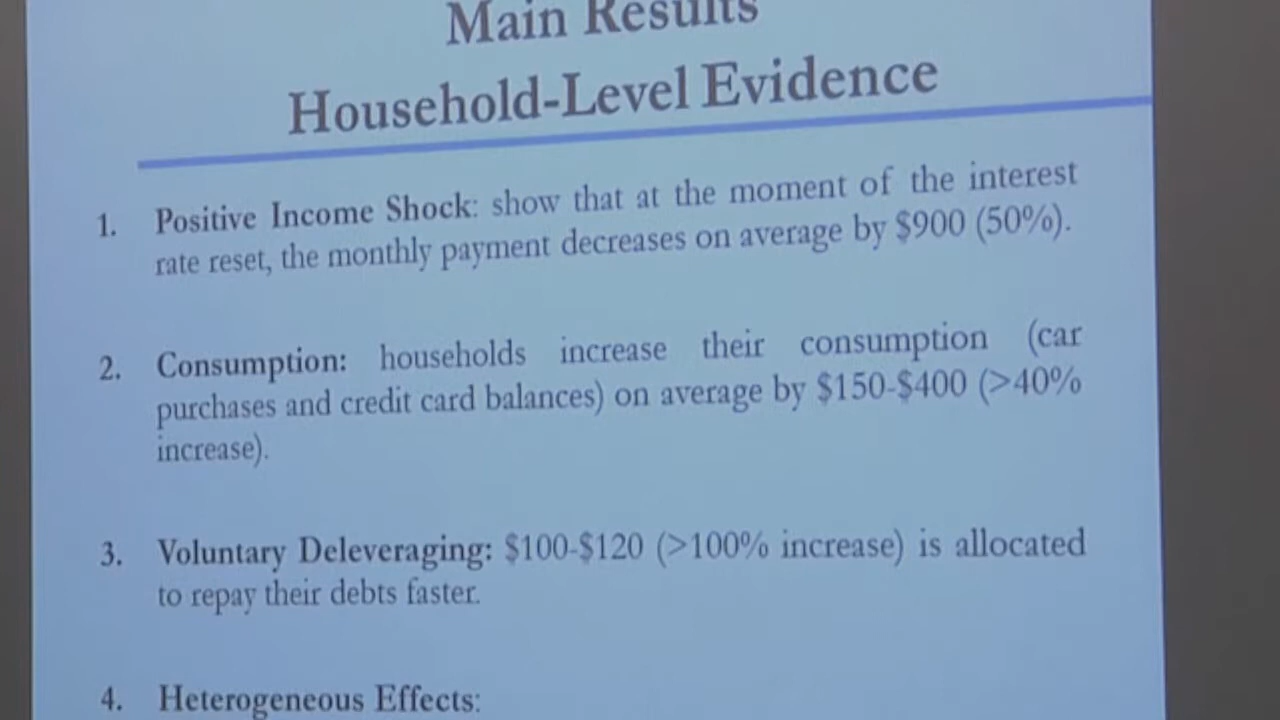 Main Results
Household-Level Evidence
1. Positive Income Shock: show that at the moment of the interest
rate reset, the monthly payment decreases on average by $900 (50%).
2. Consumption: households increase their consumption (car
purchases and credit card balances) on average by $150-$400 (>40%
increase).
3. Voluntary Deleveraging: $100-$120 (>100% increase) is allocated
to repay their debts faster.
4. Heterogeneous Effects: